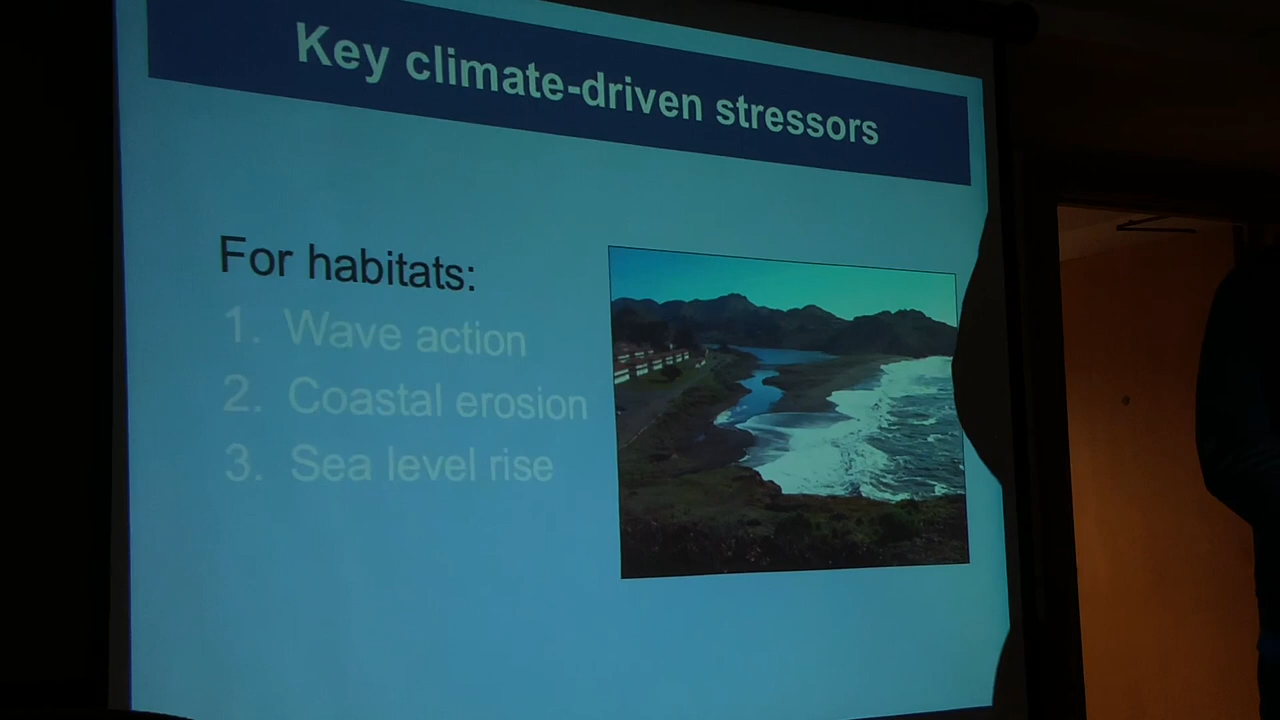 Key climate-driven stressors
For habitats:
1. Wave action
2. Coastal erosion
3. Sea level rise